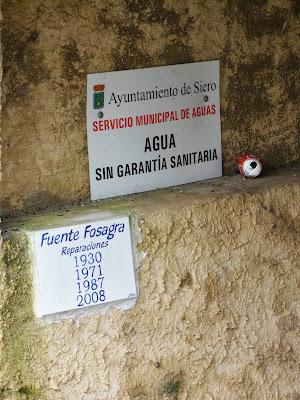 Ayuntamiento de Siero
SERVICIO MUNICIPAL DE AGUAS
AGUA
SIN GARANTÍA SANITARIA
Fuente Fosagra
Reparaciones
1930
1971
1987
2008